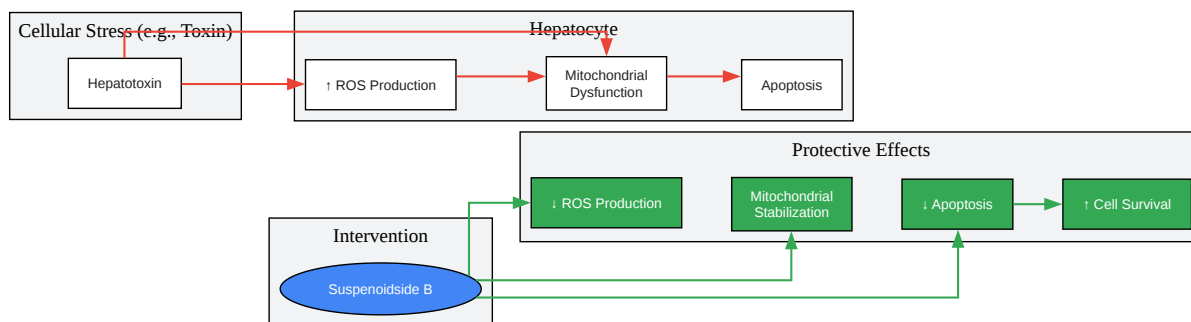 Cellular Stress (e.g., Toxin)
Hepatotoxin
Hepatocyte
↑ ROS Production
Mitochondrial
Dysfunction
Apoptosis
Protective Effects
↓ ROS Production
Mitochondrial
Stabilization
↓ Apoptosis
↑ Cell Survival
Intervention
Suspenoidside B